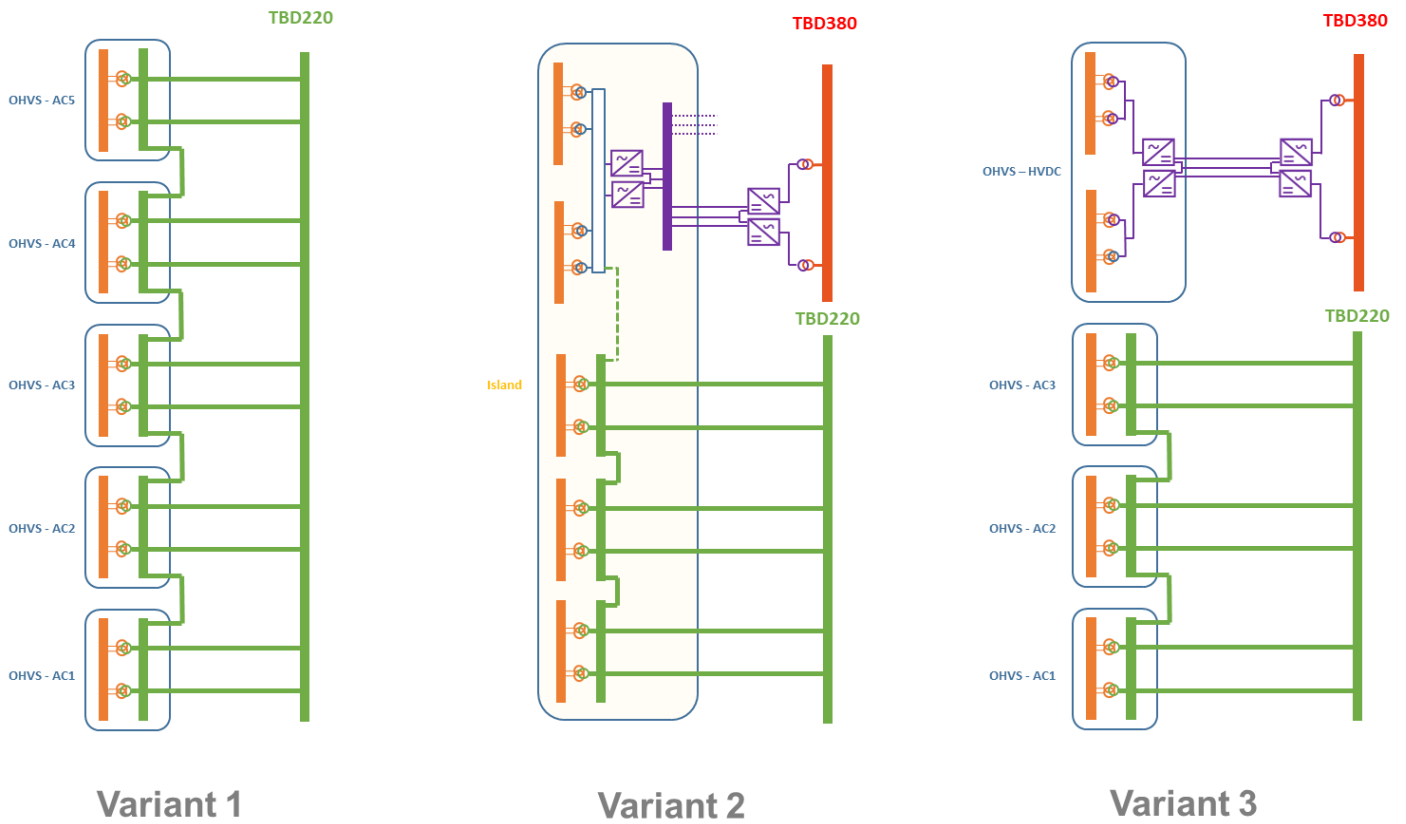 TBD220
OHVS - AC5
OHVS - AC4
OHVS - AC3
OHVS - AC2
OHVS - AC1
Variant 1
TBD380
TBD220
Island
Variant 2
TBD380
OHVS – HVDC
TBD220
OHVS - AC3
OHVS - AC2
OHVS - AC1
Variant 3